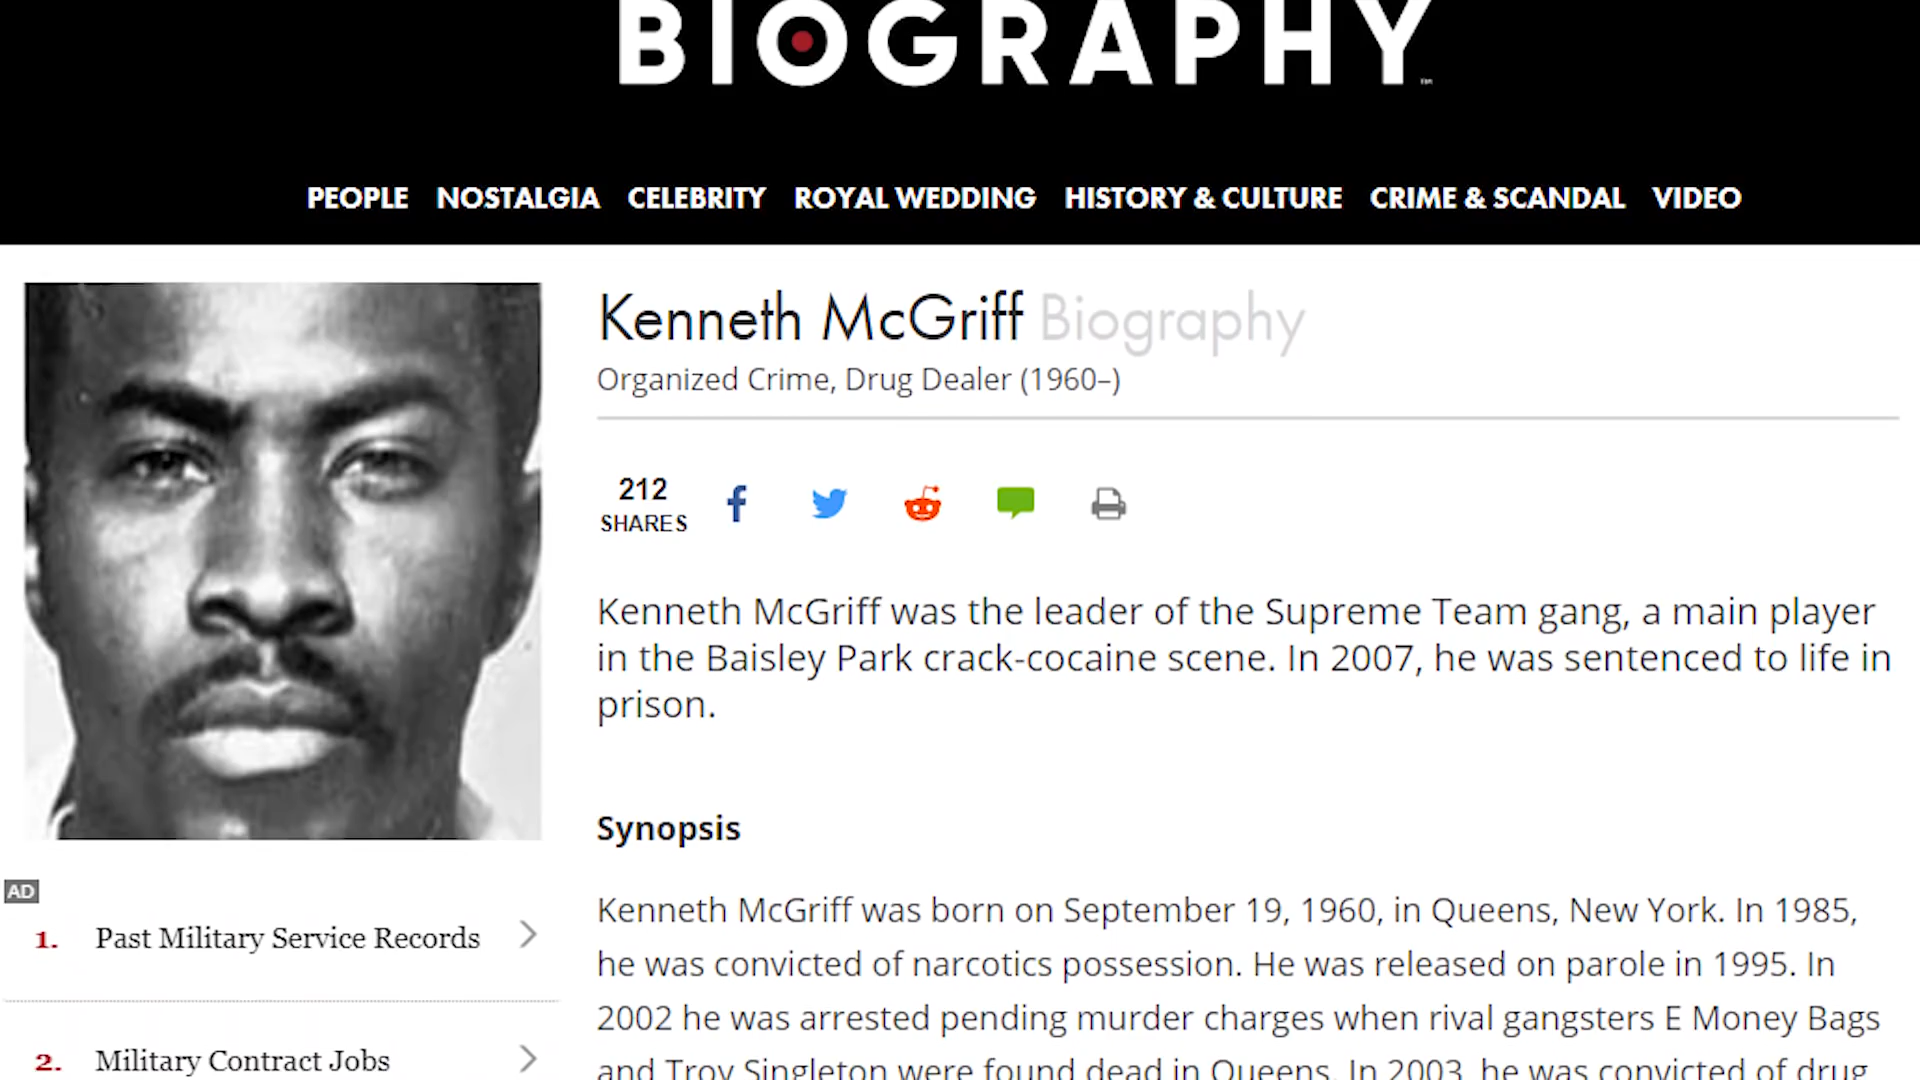 BIOGRAPHY™
PEOPLE NOSTALGIA CELEBRITY ROYAL WEDDING HISTORY & CULTURE CRIME & SCANDAL VIDEO
Kenneth McGriff Biography
Organized Crime, Drug Dealer (1960–)
212
SHARES
Kenneth McGriff was the leader of the Supreme Team gang, a main player
in the Baisley Park crack-cocaine scene. In 2007, he was sentenced to life in
prison.
Synopsis
Kenneth McGriff was born on September 19, 1960, in Queens, New York. In 1985,
he was convicted of narcotics possession. He was released on parole in 1995. In
2002 he was arrested pending murder charges when rival gangsters E Money Bags
and Troy Singleton were found dead in Queens. In 2003, he was convicted of drug
AD
1. Past Military Service Records
2. Military Contract Jobs